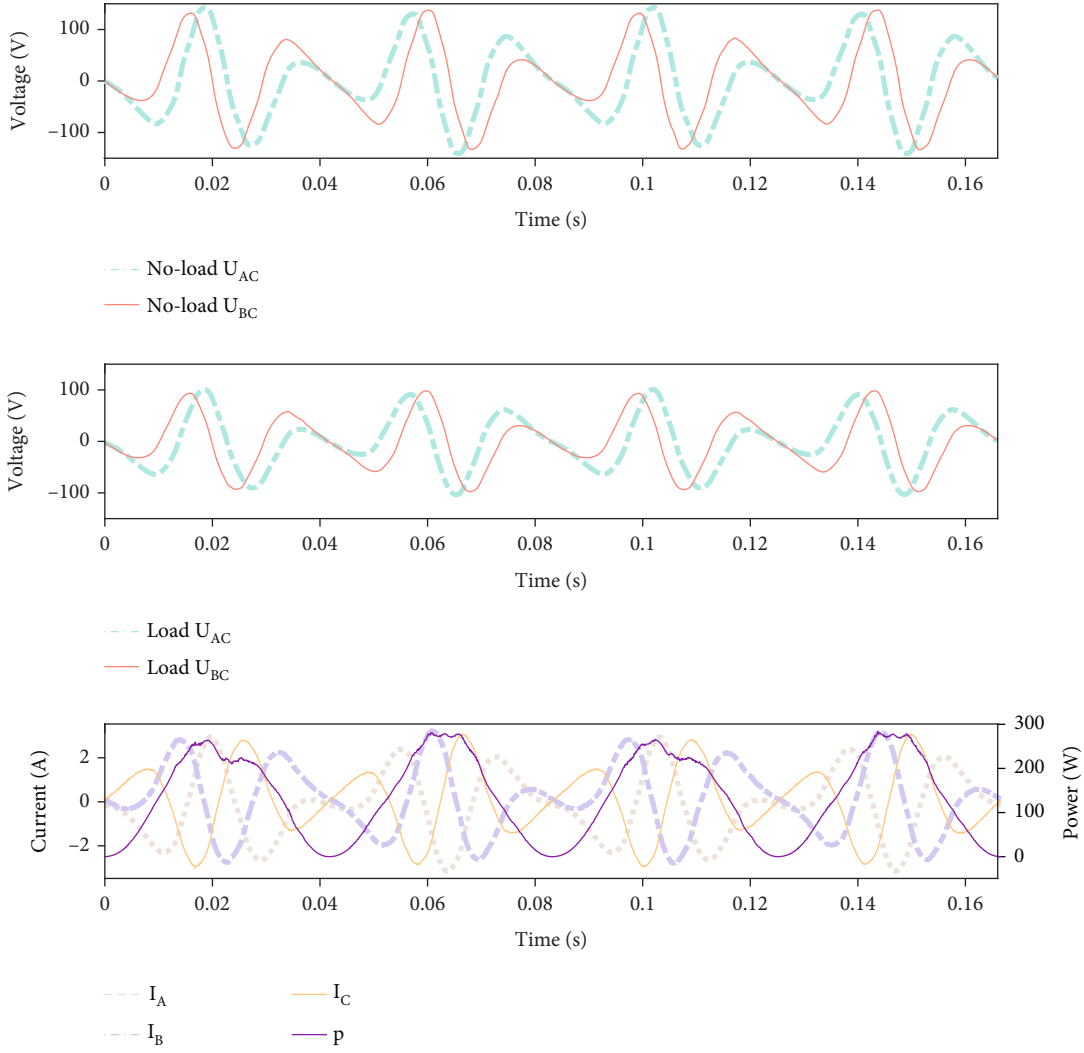 Voltage (V)
100
0
−100
0 0.02 0.04 0.06 0.08 0.1 0.12 0.14 0.16
Time (s)
No-load U_AC
No-load U_BC
Voltage (V)
100
0
−100
0 0.02 0.04 0.06 0.08 0.1 0.12 0.14 0.16
Time (s)
Load U_AC
Load U_BC
Current (A)
2
0
−2
300
200
100
0
Power (W)
0 0.02 0.04 0.06 0.08 0.1 0.12 0.14 0.16
Time (s)
I_A
I_B
I_C
p